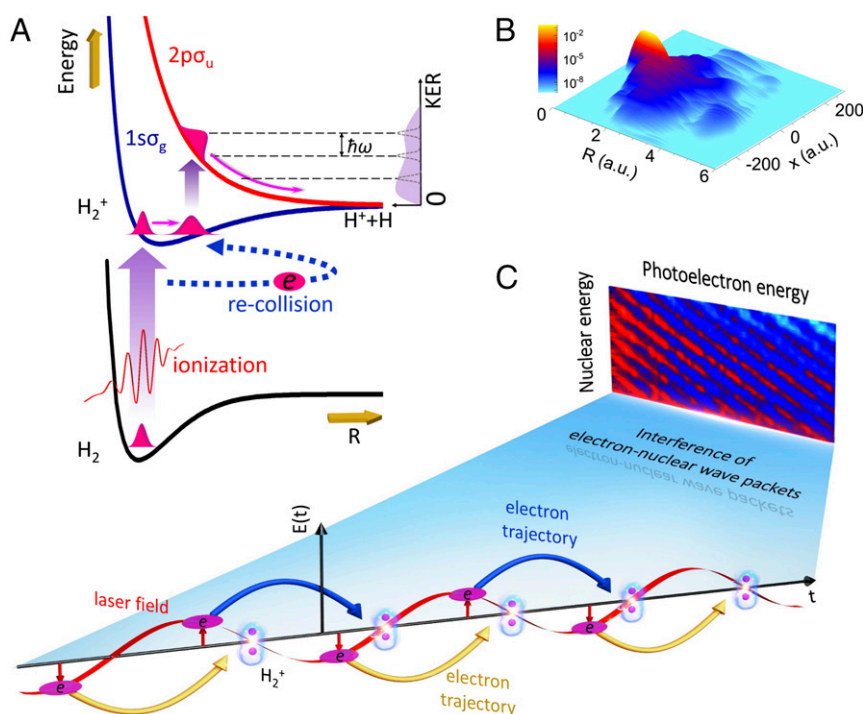 A
Energy
2pσu
1sσg
ħω
KER
0
H2+
H++H
e
re-collision
ionization
R
H2
B
10-2
10-5
10-8
0
2
4
6
R (a.u.)
-200
0
200
x (a.u.)
C
Photoelectron energy
Nuclear energy
Interference of
electron-nuclear wave packets
electron-nuclear wave packets
E(t)
electron
trajectory
electron
trajectory
laser field
e
e
e
e
e
t
H2+
electron
trajectory